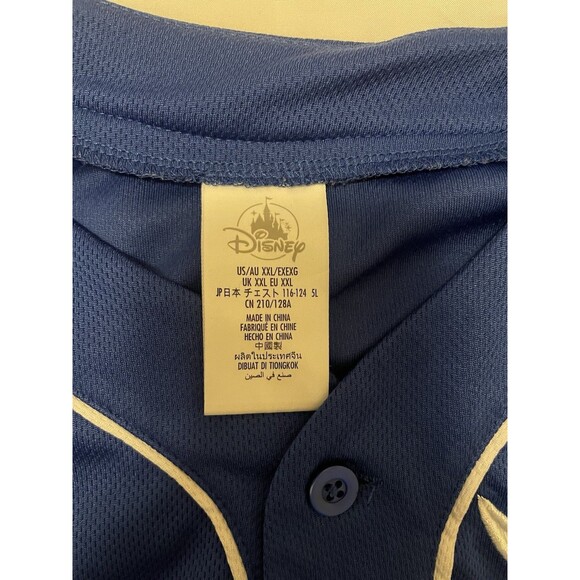 Disney
US/AU XXL/EXEXG
UK XXL EU XXL
JP日本 チェスト 116-124 5L
CN 210/128A
MADE IN CHINA
FABRIQUÉ EN CHINE
HECHO EN CHINA
中國製
ผลิตในประเทศจีน
DIBUAT DI TIONGKOK
صنع في الصين